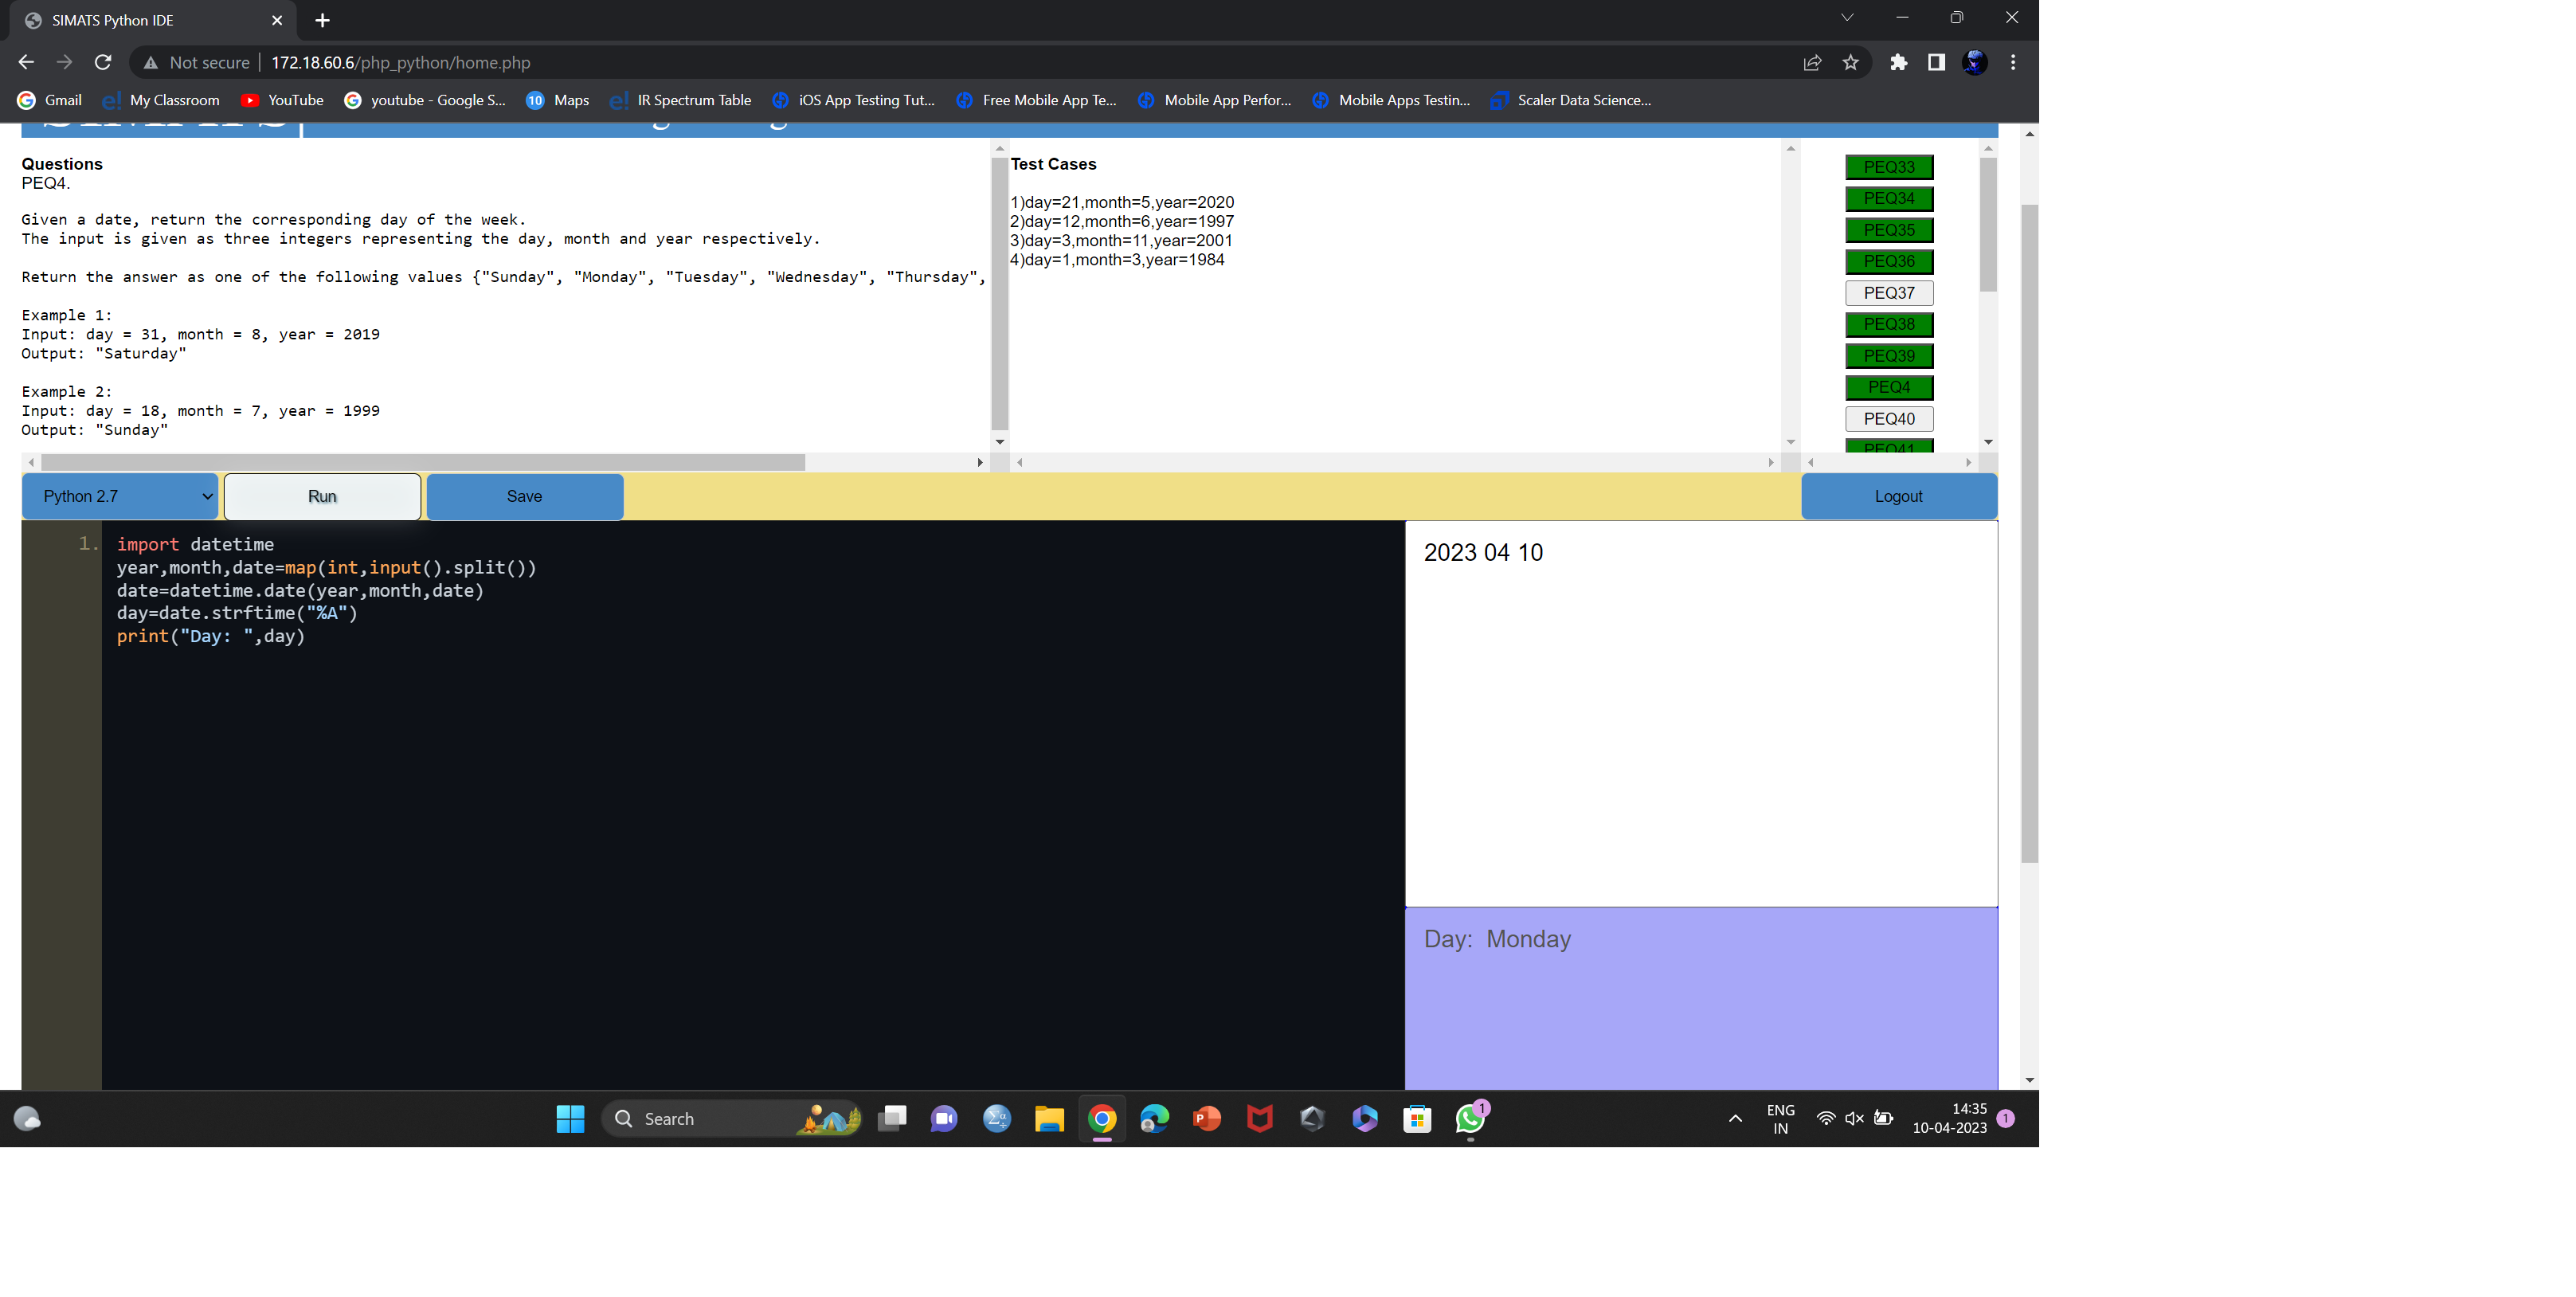 SIMATS Python IDE
Not secure 172.18.60.6/php_python/home.php
Gmail My Classroom YouTube youtube - Google S... 10 Maps IR Spectrum Table iOS App Testing Tut... Free Mobile App Te... Mobile App Perfor... Mobile Apps Testin... Scaler Data Science...
Questions
PEQ4.
Given a date, return the corresponding day of the week.
The input is given as three integers representing the day, month and year respectively.
Return the answer as one of the following values {"Sunday", "Monday", "Tuesday", "Wednesday", "Thursday",
Example 1:
Input: day = 31, month = 8, year = 2019
Output: "Saturday"
Example 2:
Input: day = 18, month = 7, year = 1999
Output: "Sunday"
Test Cases
1)day=21,month=5,year=2020
2)day=12,month=6,year=1997
3)day=3,month=11,year=2001
4)day=1,month=3,year=1984
PEQ33
PEQ34
PEQ35
PEQ36
PEQ37
PEQ38
PEQ39
PEQ4
PEQ40
PEQ41
Python 2.7 Run Save Logout
1. import datetime
year,month,date=map(int,input().split())
date=datetime.date(year,month,date)
day=date.strftime("%A")
print("Day: ",day)
2023 04 10
Day: Monday
Search
1
ENG
IN
14:35
10-04-2023
1